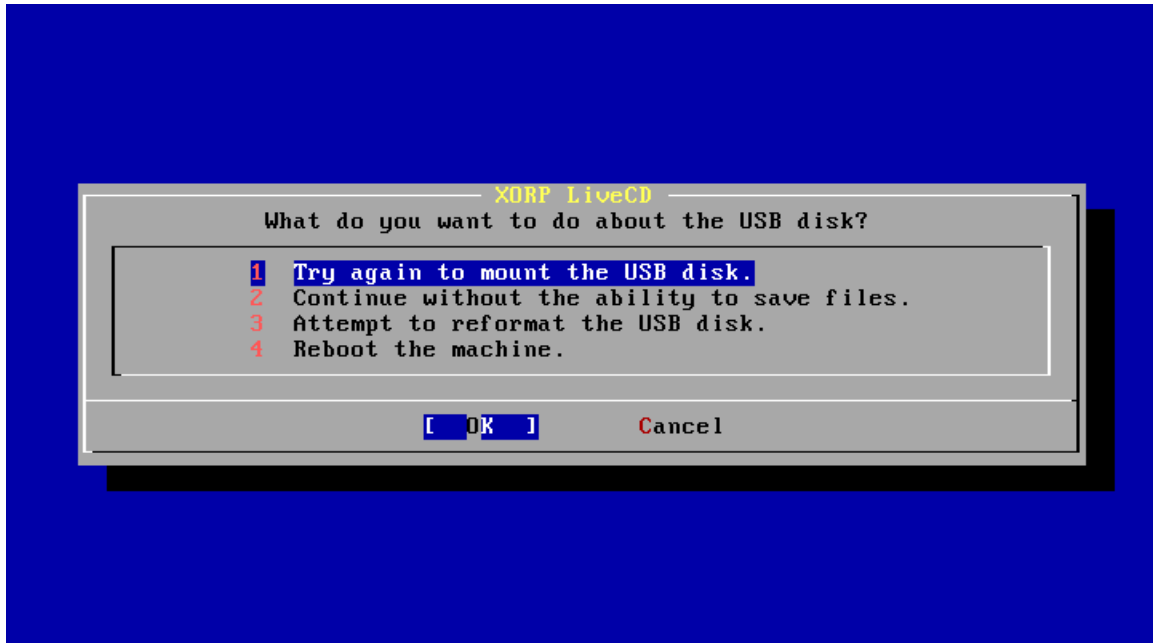 XORP LiveCD
What do you want to do about the USB disk?
1 Try again to mount the USB disk.
2 Continue without the ability to save files.
3 Attempt to reformat the USB disk.
4 Reboot the machine.
[ OK ] Cancel